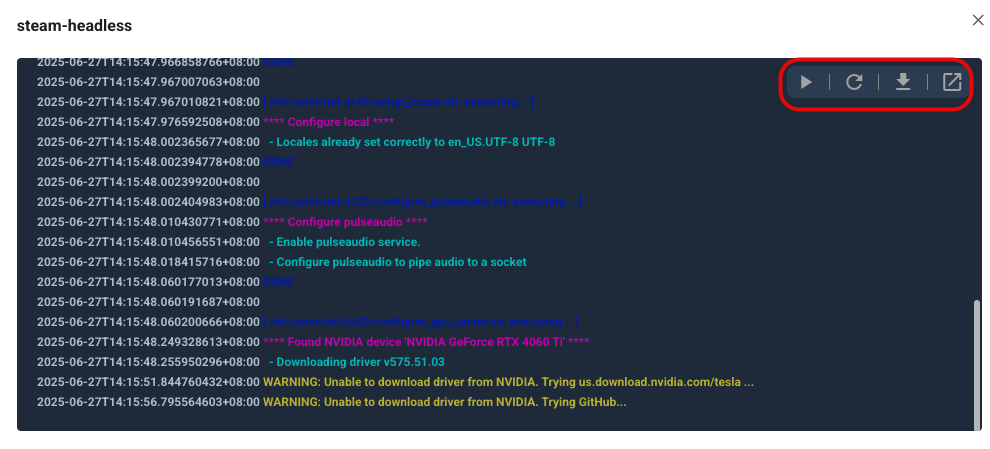 steam-headless
2025-06-27T14:15:47.966858766+08:00 DONE
2025-06-27T14:15:47.967007063+08:00
2025-06-27T14:15:47.967010821+08:00 [ /etc/cont-init.d/40-setup_locale.sh: executing... ]
2025-06-27T14:15:47.976592508+08:00 **** Configure local ****
2025-06-27T14:15:48.002365677+08:00 - Locales already set correctly to en_US.UTF-8 UTF-8
2025-06-27T14:15:48.002394778+08:00 DONE
2025-06-27T14:15:48.002399200+08:00
2025-06-27T14:15:48.002404983+08:00 [ /etc/cont-init.d/50-configure_pulseaudio.sh: executing... ]
2025-06-27T14:15:48.010430771+08:00 **** Configure pulseaudio ****
2025-06-27T14:15:48.010456551+08:00 - Enable pulseaudio service.
2025-06-27T14:15:48.018415716+08:00 - Configure pulseaudio to pipe audio to a socket
2025-06-27T14:15:48.060177013+08:00 DONE
2025-06-27T14:15:48.060191687+08:00
2025-06-27T14:15:48.060200666+08:00 [ /etc/cont-init.d/60-configure_gpu_driver.sh: executing... ]
2025-06-27T14:15:48.249328613+08:00 **** Found NVIDIA device 'NVIDIA GeForce RTX 4060 Ti' ****
2025-06-27T14:15:48.255950296+08:00 - Downloading driver v575.51.03
2025-06-27T14:15:51.844760432+08:00 WARNING: Unable to download driver from NVIDIA. Trying us.download.nvidia.com/tesla ...
2025-06-27T14:15:56.795564603+08:00 WARNING: Unable to download driver from NVIDIA. Trying GitHub...